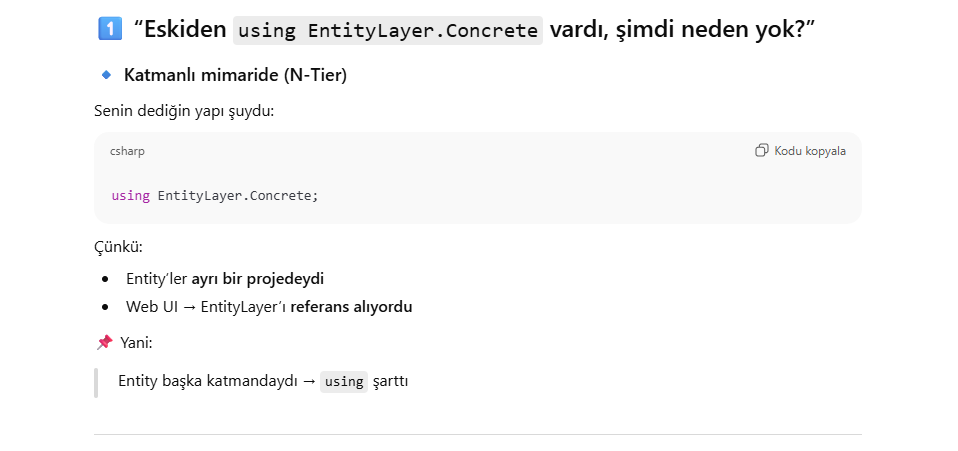 1 “Eskiden using EntityLayer.Concrete vardı, şimdi neden yok?”
Katmanlı mimaride (N-Tier)
Senin dediğin yapı şuydu:
csharp
Kodu kopyala
using EntityLayer.Concrete;
Çünkü:
• Entity’ler ayrı bir projedeydi
• Web UI → EntityLayer’ı referans alıyordu
📌 Yani:
Entity başka katmandaydı → using şarttı